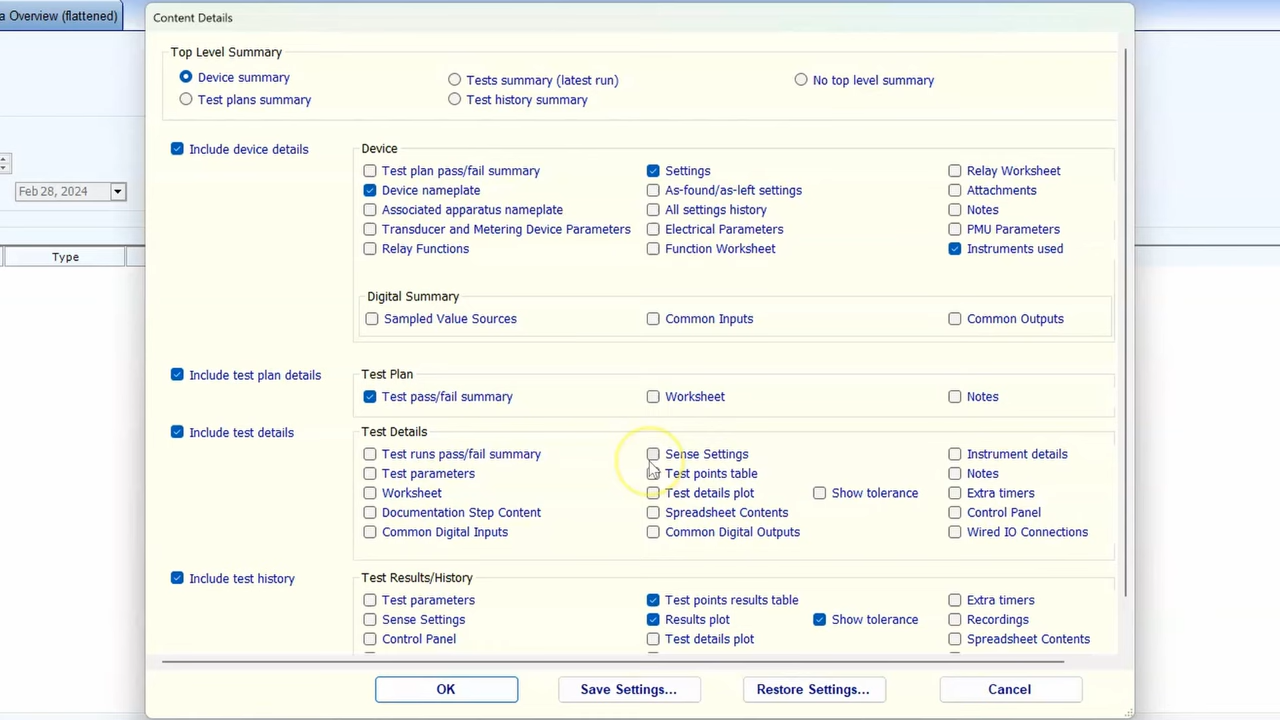 a Overview (flattened)
Content Details
Top Level Summary
Device summary
Tests summary (latest run)
No top level summary
Test plans summary
Test history summary
Include device details
Device
Test plan pass/fail summary
Settings
Relay Worksheet
Feb 28, 2024
Device nameplate
As-found/as-left settings
Attachments
Associated apparatus nameplate
All settings history
Notes
Transducer and Metering Device Parameters
Electrical Parameters
PMU Parameters
Relay Functions
Function Worksheet
Instruments used
Type
Digital Summary
Sampled Value Sources
Common Inputs
Common Outputs
Include test plan details
Test Plan
Test pass/fail summary
Worksheet
Notes
Include test details
Test Details
Test runs pass/fail summary
Sense Settings
Instrument details
Test parameters
Test points table
Notes
Worksheet
Test details plot
Show tolerance
Extra timers
Documentation Step Content
Spreadsheet Contents
Control Panel
Common Digital Inputs
Common Digital Outputs
Wired IO Connections
Include test history
Test Results/History
Test parameters
Test points results table
Extra timers
Sense Settings
Results plot
Show tolerance
Recordings
Control Panel
Test details plot
Spreadsheet Contents
OK
Save Settings...
Restore Settings...
Cancel